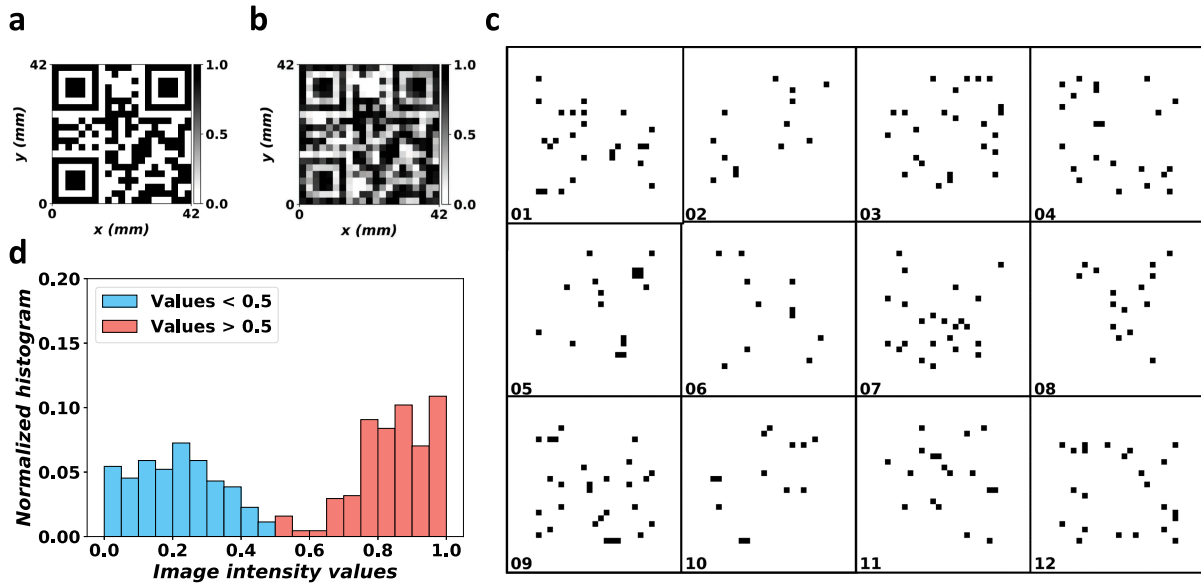 a
42
y (mm)
0
0
42
x (mm)
1.0
0.5
0.0
b
42
y (mm)
0
0
42
x (mm)
1.0
0.5
0.0
c
01
02
03
04
05
06
07
08
09
10
11
12
d
Normalized histogram
0.20
0.15
0.10
0.05
0.00
Values < 0.5
Values > 0.5
0.0 0.2 0.4 0.6 0.8 1.0
Image intensity values